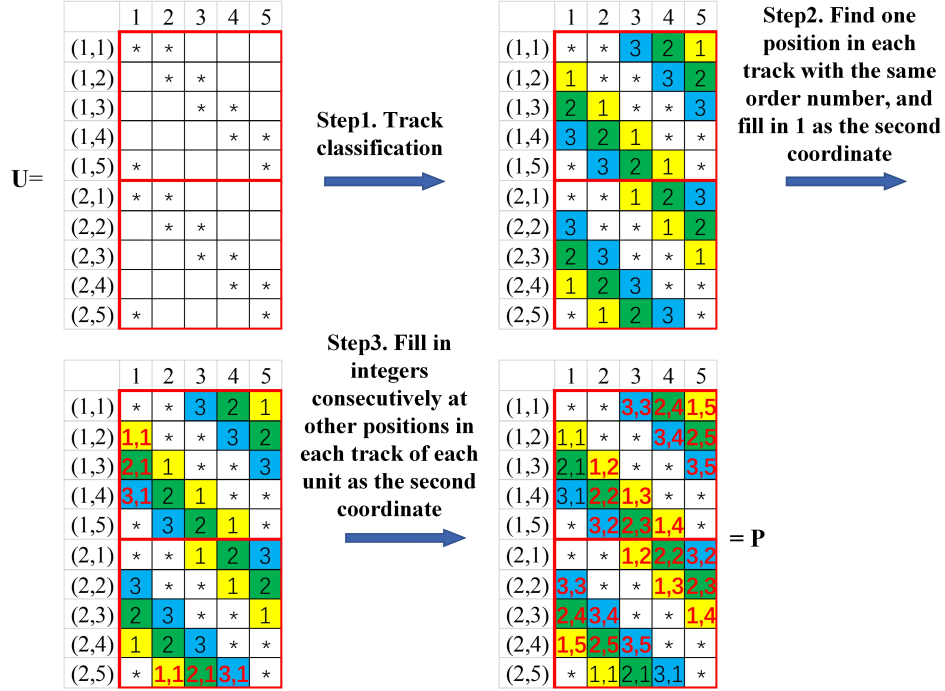 1 2 3 4 5
(1,1) * *
(1,2) * *
(1,3) * *
(1,4) * *
(1,5) * *
(2,1) * *
(2,2) * *
(2,3) * *
(2,4) * *
(2,5) * *
U=
Step1. Track
classification
1 2 3 4 5
(1,1) * * 3 2 1
(1,2) 1 * * 3 2
(1,3) 2 1 * * 3
(1,4) 3 2 1 * *
(1,5) * 3 2 1 *
(2,1) * * 1 2 3
(2,2) 3 * * 1 2
(2,3) 2 3 * * 1
(2,4) 1 2 3 * *
(2,5) * 1 2 3 *
Step2. Find one
position in each
track with the same
order number, and
fill in 1 as the second
coordinate
1 2 3 4 5
(1,1) * * 3 2 1
(1,2) 1,1 * * 3 2
(1,3) 2,1 1 * * 3
(1,4) 3,1 2 1 * *
(1,5) * 3 2 1 *
(2,1) * * 1 2 3
(2,2) 3 * * 1 2
(2,3) 2 3 * * 1
(2,4) 1 2 3 * *
(2,5) * 1,1 2,1 3,1 *
Step3. Fill in
integers
consecutively at
other positions in
each track of each
unit as the second
coordinate
1 2 3 4 5
(1,1) * * 3,3 2,4 1,5
(1,2) 1,1 * * 3,4 2,5
(1,3) 2,1 1,2 * * 3,5
(1,4) 3,1 2,2 1,3 * *
(1,5) * 3,2 2,3 1,4 *
(2,1) * * 1,2 2,2 3,2
(2,2) 3,3 * * 1,3 2,3
(2,3) 2,4 3,4 * * 1,4
(2,4) 1,5 2,5 3,5 * *
(2,5) * 1,1 2,1 3,1 *
= P